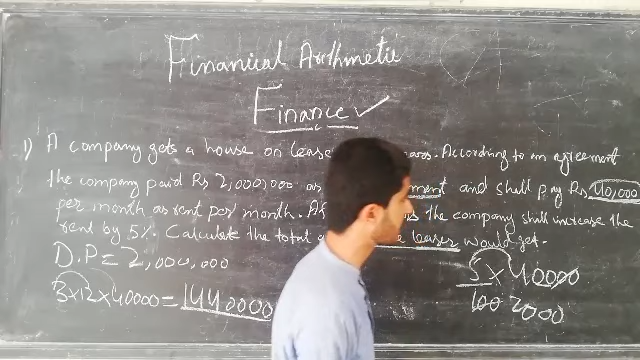 Financial Arithmetic
Finance ✓
1) A company gets a house on lease ears. According to an agreement
the company paid Rs 2,000,000 as ment and shall pay Rs 40,000
per month as rent per month. Af s the company shall increase the
rent by 5%. Calculate the total leaser would get.
D.P = 2,000,000
3×12×40000 = 1440000
5 × 40000
100 2000